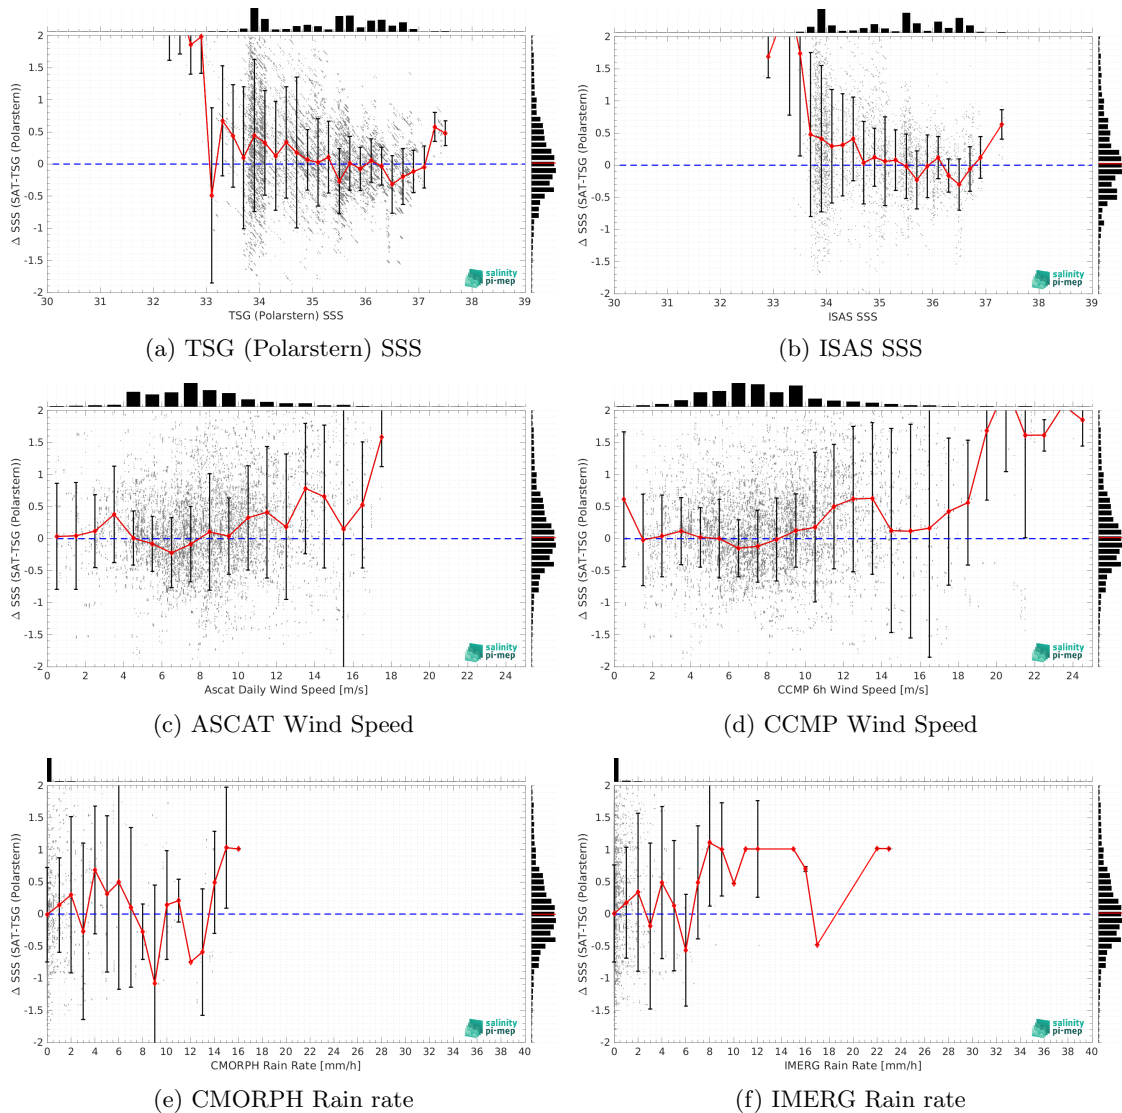 2
1.5
1
0.5
0
-0.5
-1
-1.5
-2
Δ SSS (SAT-TSG (Polarstern))
30 31 32 33 34 35 36 37 38 39
TSG (Polarstern) SSS
salinity
pi-mep
(a) TSG (Polarstern) SSS
2
1.5
1
0.5
0
-0.5
-1
-1.5
-2
Δ SSS (SAT-TSG (Polarstern))
30 31 32 33 34 35 36 37 38 39
ISAS SSS
salinity
pi-mep
(b) ISAS SSS
2
1.5
1
0.5
0
-0.5
-1
-1.5
-2
Δ SSS (SAT-TSG (Polarstern))
0 2 4 6 8 10 12 14 16 18 20 22 24
Ascat Daily Wind Speed [m/s]
salinity
pi-mep
(c) ASCAT Wind Speed
2
1.5
1
0.5
0
-0.5
-1
-1.5
-2
Δ SSS (SAT-TSG (Polarstern))
0 2 4 6 8 10 12 14 16 18 20 22 24
CCMP 6h Wind Speed [m/s]
salinity
pi-mep
(d) CCMP Wind Speed
2
1.5
1
0.5
0
-0.5
-1
-1.5
-2
Δ SSS (SAT-TSG (Polarstern))
0 2 4 6 8 10 12 14 16 18 20 22 24 26 28 30 32 34 36 38 40
CMORPH Rain Rate [mm/h]
salinity
pi-mep
(e) CMORPH Rain rate
2
1.5
1
0.5
0
-0.5
-1
-1.5
-2
Δ SSS (SAT-TSG (Polarstern))
0 2 4 6 8 10 12 14 16 18 20 22 24 26 28 30 32 34 36 38 40
IMERG Rain Rate [mm/h]
salinity
pi-mep
(f) IMERG Rain rate